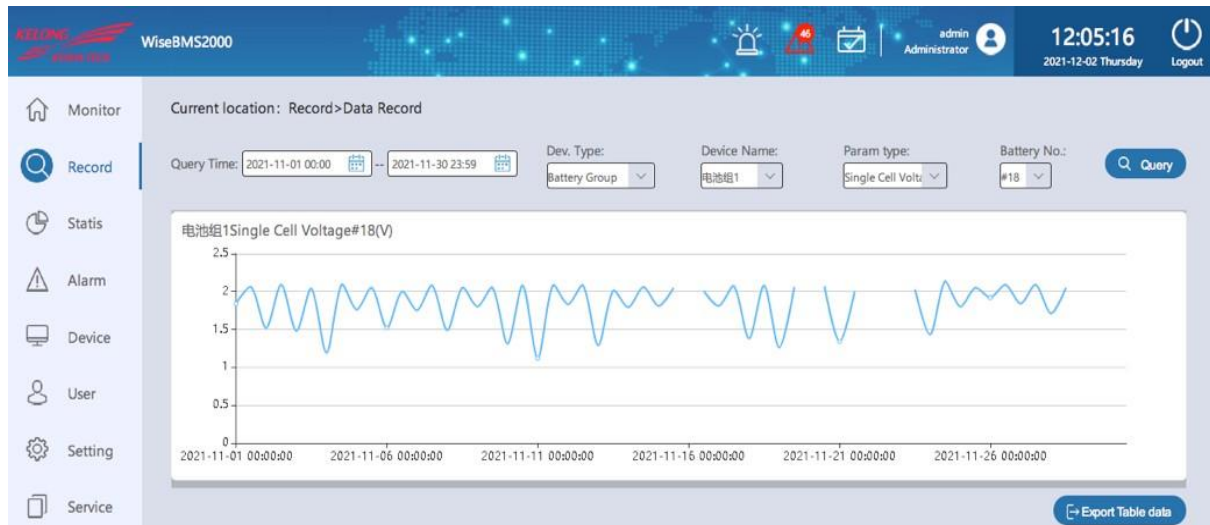 KELONG
WiseBMS2000
46
admin
Administrator
12:05:16
2021-12-02 Thursday
Logout
Monitor
Record
Statis
Alarm
Device
User
Setting
Service
Current location: Record>Data Record
Query Time: 2021-11-01 00:00 -- 2021-11-30 23:59
Dev. Type:
Battery Group
Device Name:
电池组1
Param type:
Single Cell Volta
Battery No.:
#18
Query
电池组1Single Cell Voltage#18(V)
2.5
2
1.5
1
0.5
0
2021-11-01 00:00:00 2021-11-06 00:00:00 2021-11-11 00:00:00 2021-11-16 00:00:00 2021-11-21 00:00:00 2021-11-26 00:00:00
Export Table data